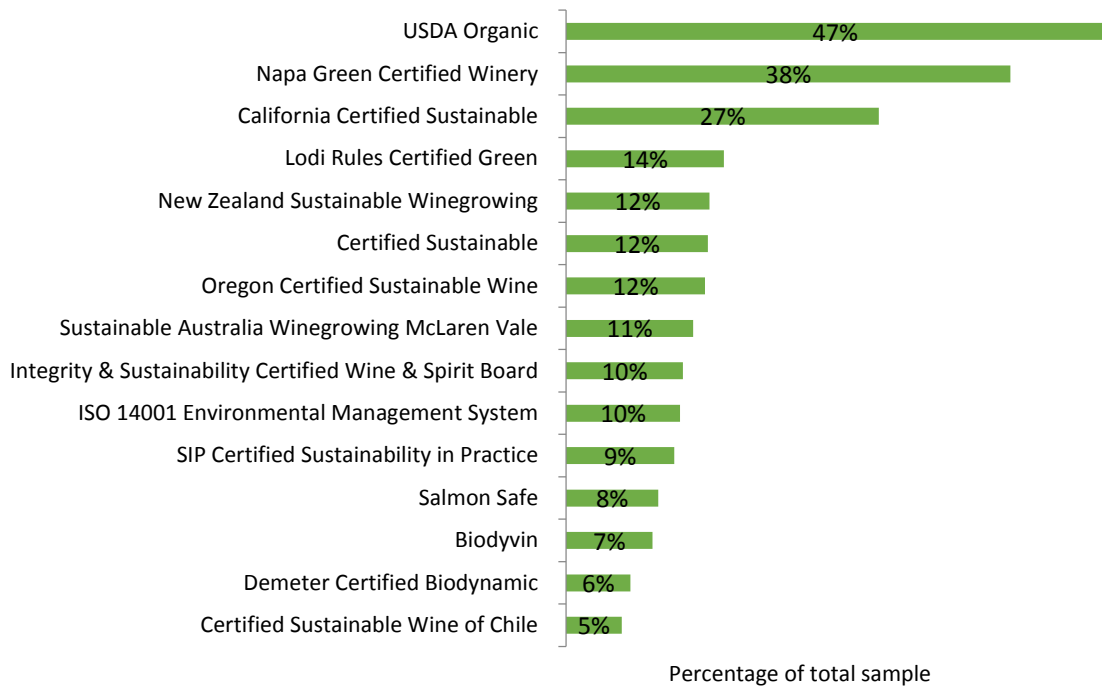 USDA Organic 47%
Napa Green Certified Winery 38%
California Certified Sustainable 27%
Lodi Rules Certified Green 14%
New Zealand Sustainable Winegrowing 12%
Certified Sustainable 12%
Oregon Certified Sustainable Wine 12%
Sustainable Australia Winegrowing McLaren Vale 11%
Integrity & Sustainability Certified Wine & Spirit Board 10%
ISO 14001 Environmental Management System 10%
SIP Certified Sustainability in Practice 9%
Salmon Safe 8%
Biodyvin 7%
Demeter Certified Biodynamic 6%
Certified Sustainable Wine of Chile 5%
Percentage of total sample